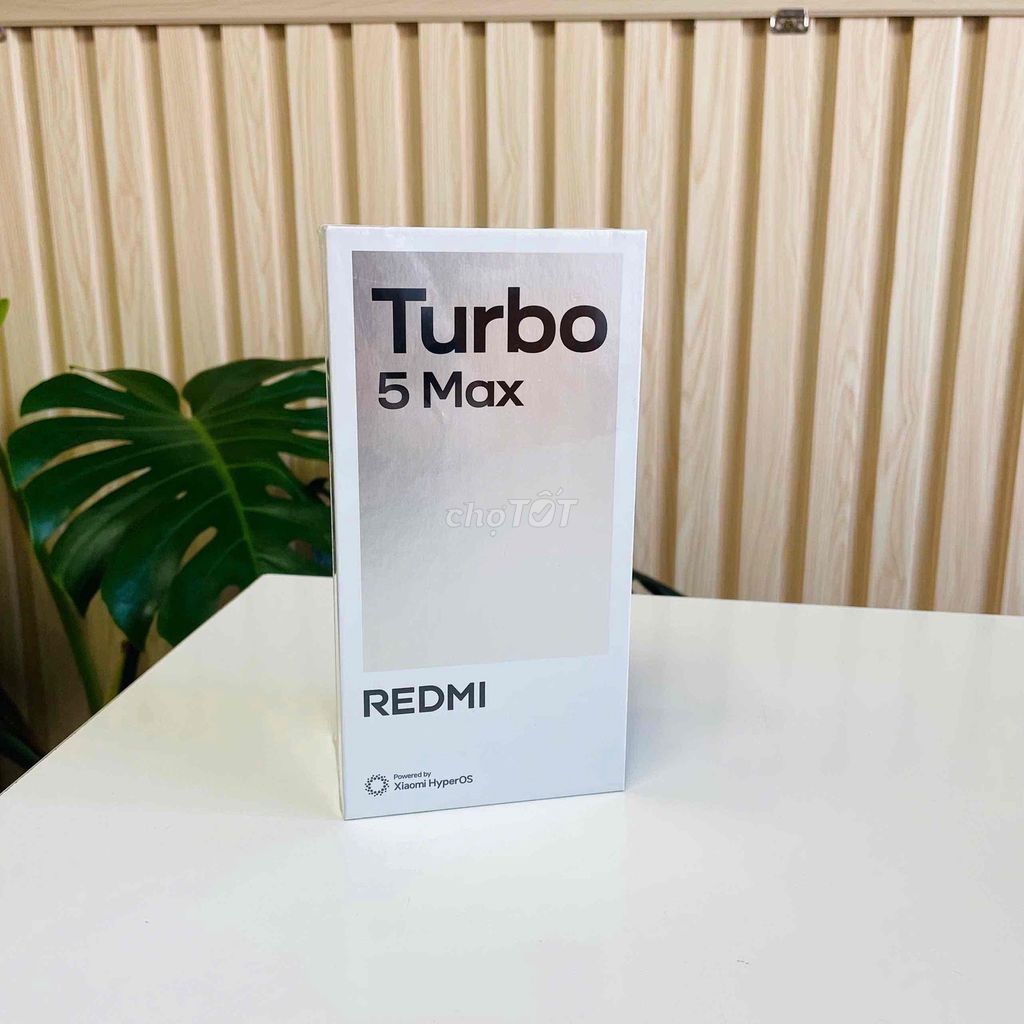 Turbo
5 Max
chợTỐT
REDMI
Powered by
Xiaomi HyperOS